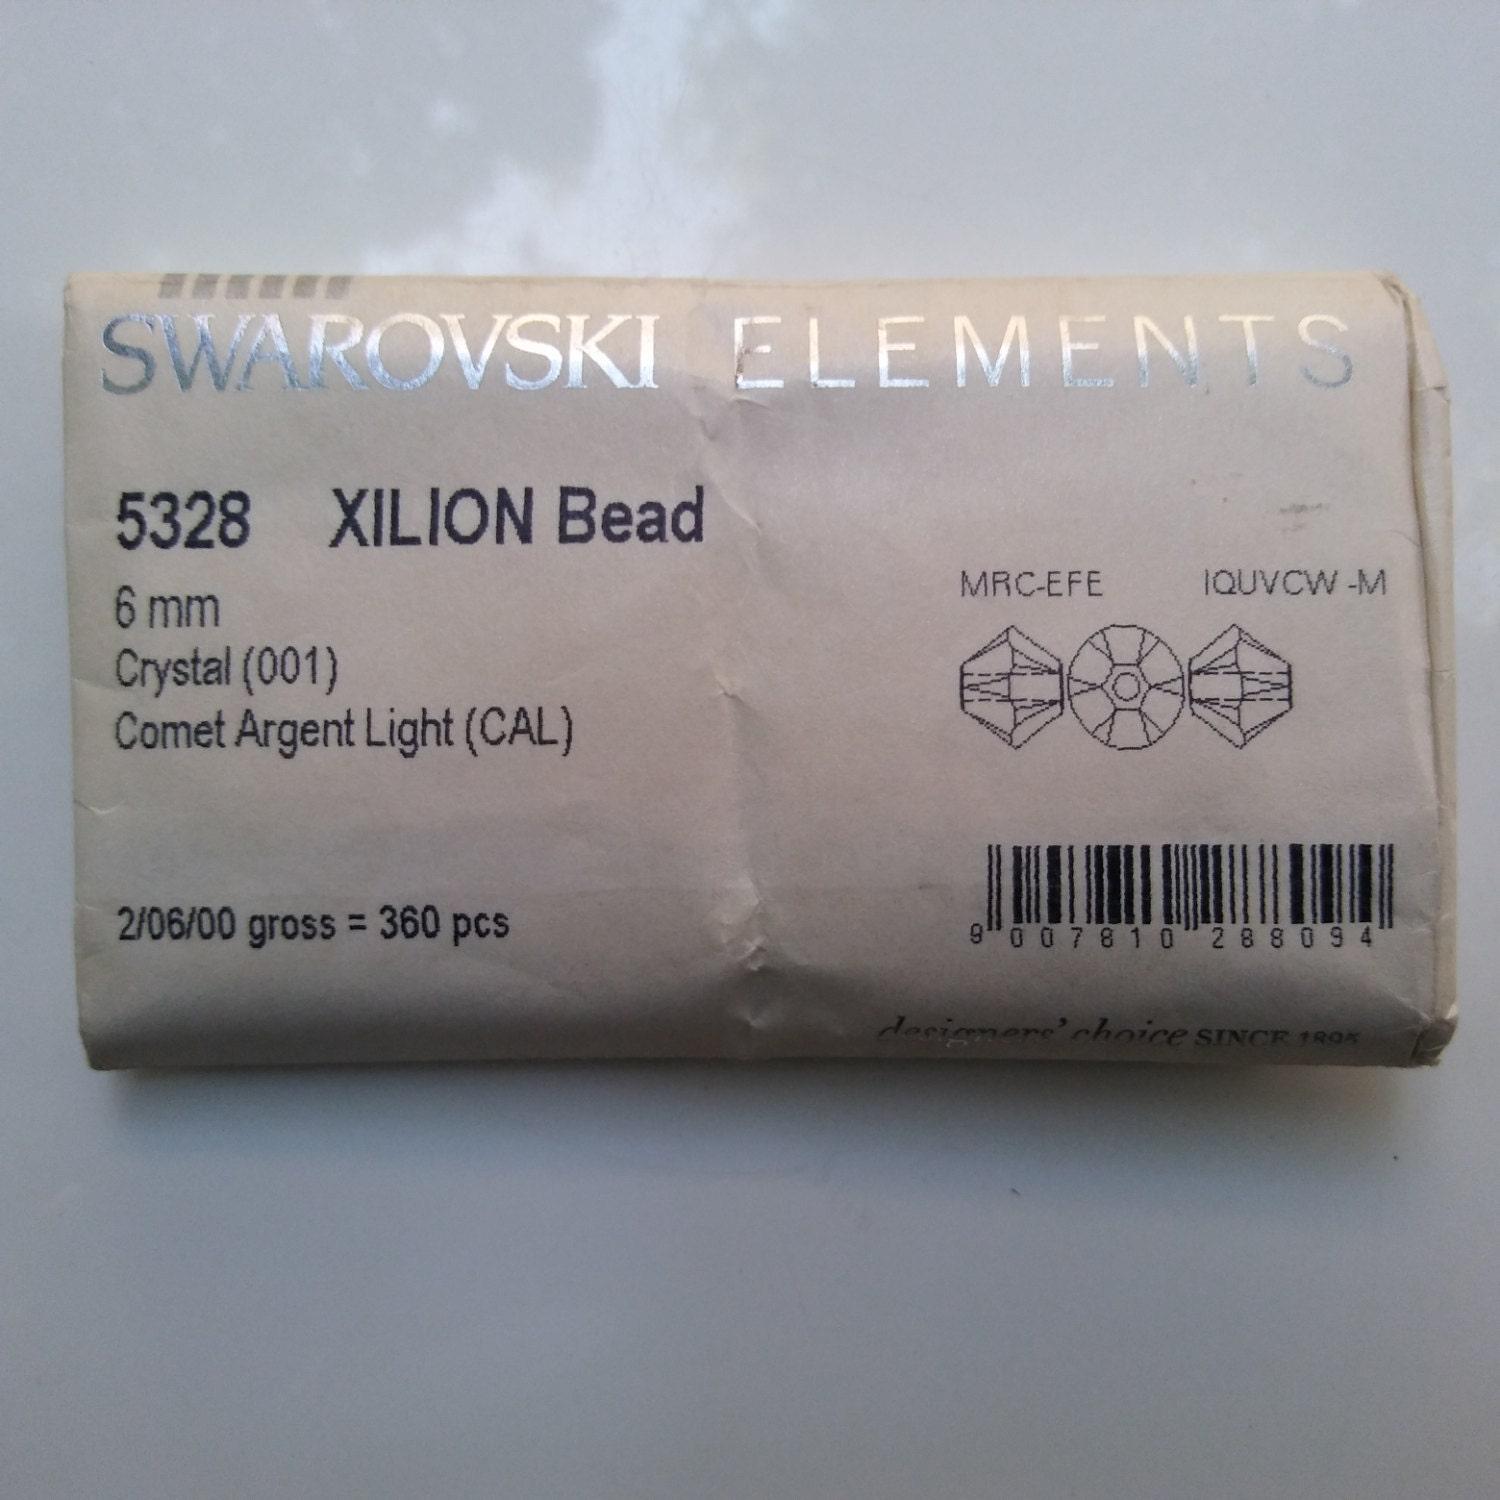 SWAROVSKI ELEMENTS
5328 XILION Bead
6 mm
Crystal (001)
Comet Argent Light (CAL)
MRC-EFE IQUVCW -M
2/06/00 gross = 360 pcs
9 007810 288094
designers' choice SINCE 1895